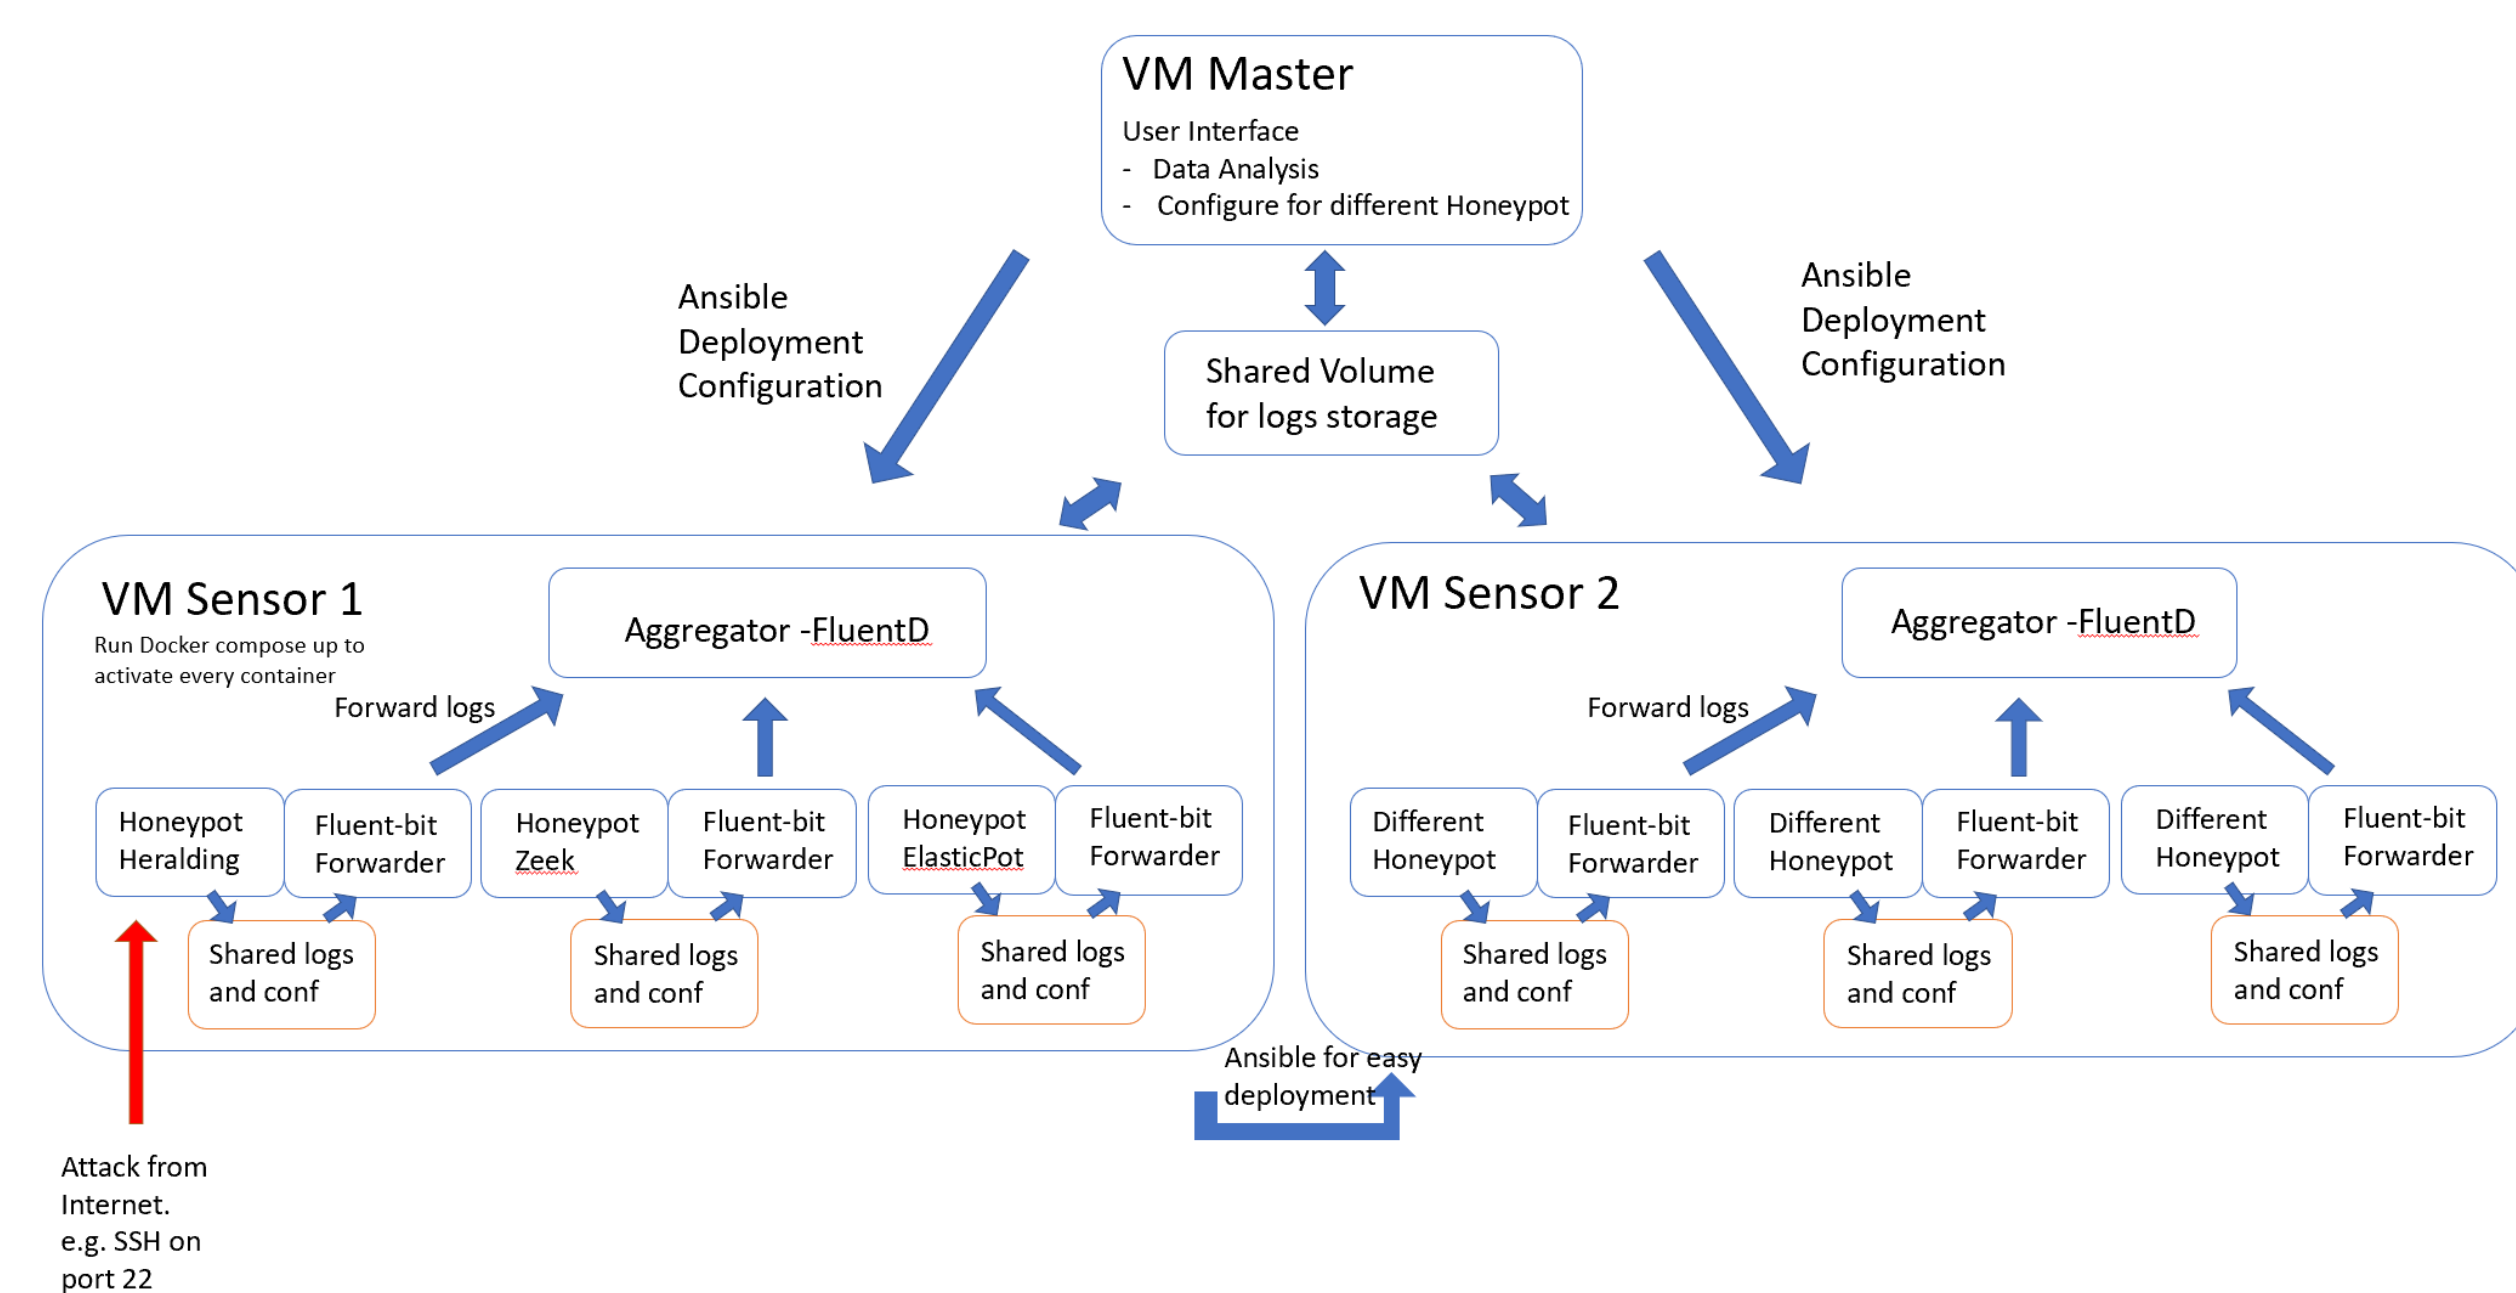 VM Master
User Interface
- Data Analysis
- Configure for different Honeypot
Ansible
Deployment
Configuration
Ansible
Deployment
Configuration
Shared Volume
for logs storage
VM Sensor 1
Run Docker compose up to
activate every container
Aggregator -FluentD
Forward logs
Honeypot
Heralding
Fluent-bit
Forwarder
Honeypot
Zeek
Fluent-bit
Forwarder
Honeypot
ElasticPot
Fluent-bit
Forwarder
Shared logs
and conf
Shared logs
and conf
Shared logs
and conf
VM Sensor 2
Aggregator -FluentD
Forward logs
Different
Honeypot
Fluent-bit
Forwarder
Different
Honeypot
Fluent-bit
Forwarder
Different
Honeypot
Fluent-bit
Forwarder
Shared logs
and conf
Shared logs
and conf
Shared logs
and conf
Ansible for easy
deployment
Attack from
Internet.
e.g. SSH on
port 22